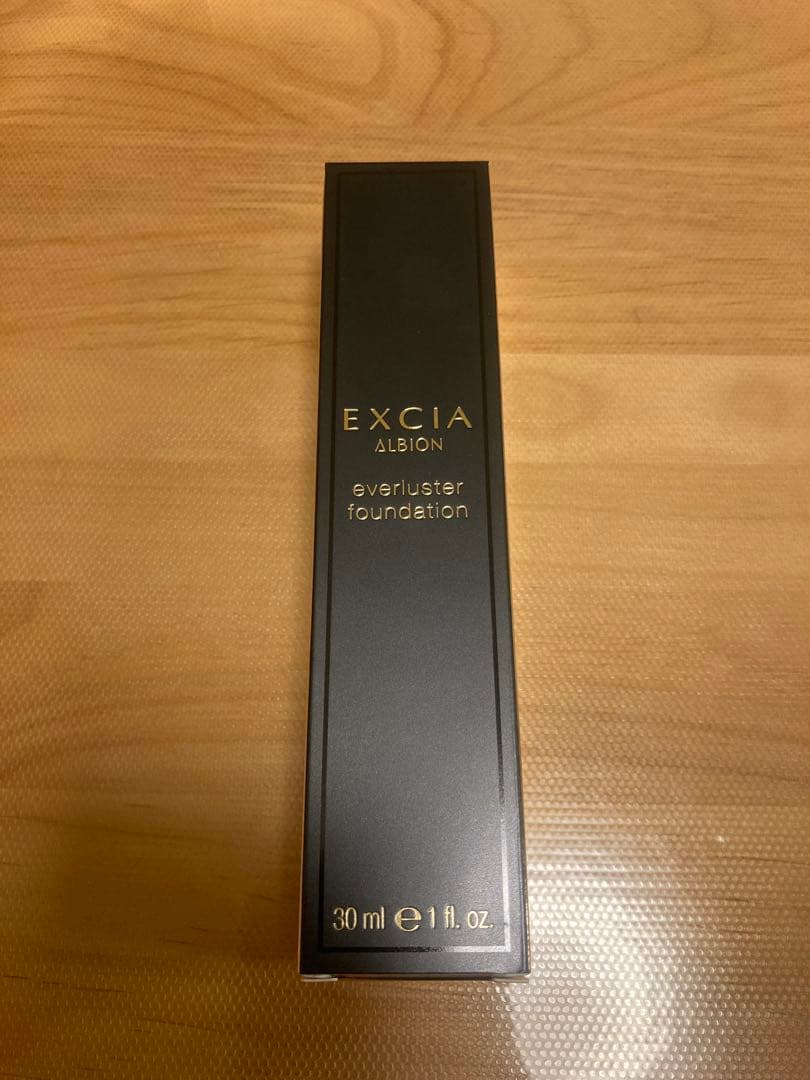 EXCIA
ALBION
everluster
foundation
30 ml ℮ 1 fl. oz.